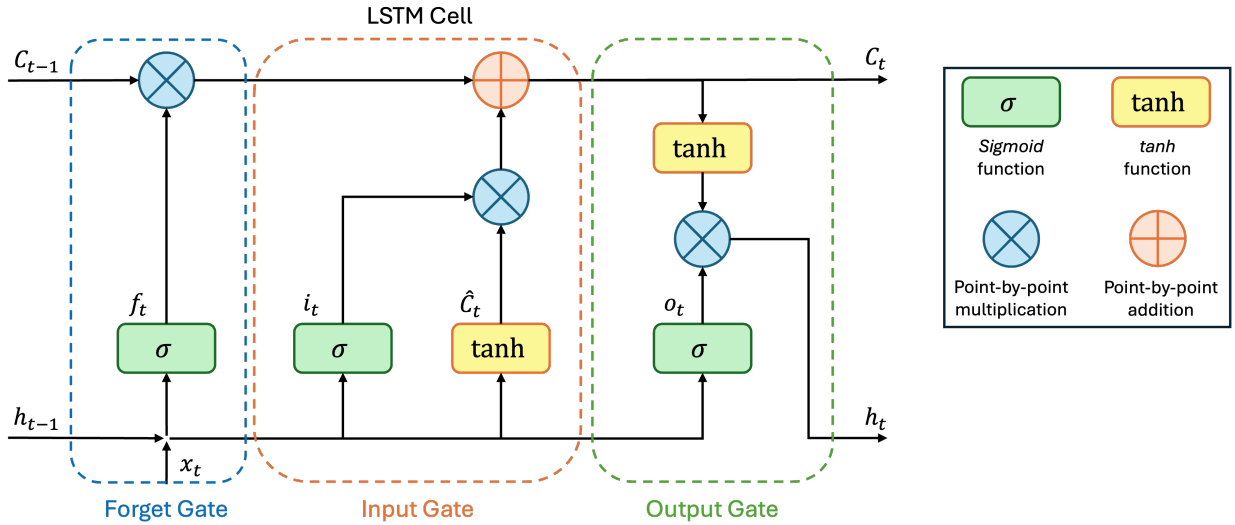 LSTM Cell
C_{t-1}
C_t
σ
tanh
tanh
Sigmoid
function
tanh
function
f_t
i_t
Ĉ_t
o_t
Point-by-point
multiplication
Point-by-point
addition
σ
σ
tanh
σ
h_{t-1}
h_t
x_t
Forget Gate
Input Gate
Output Gate